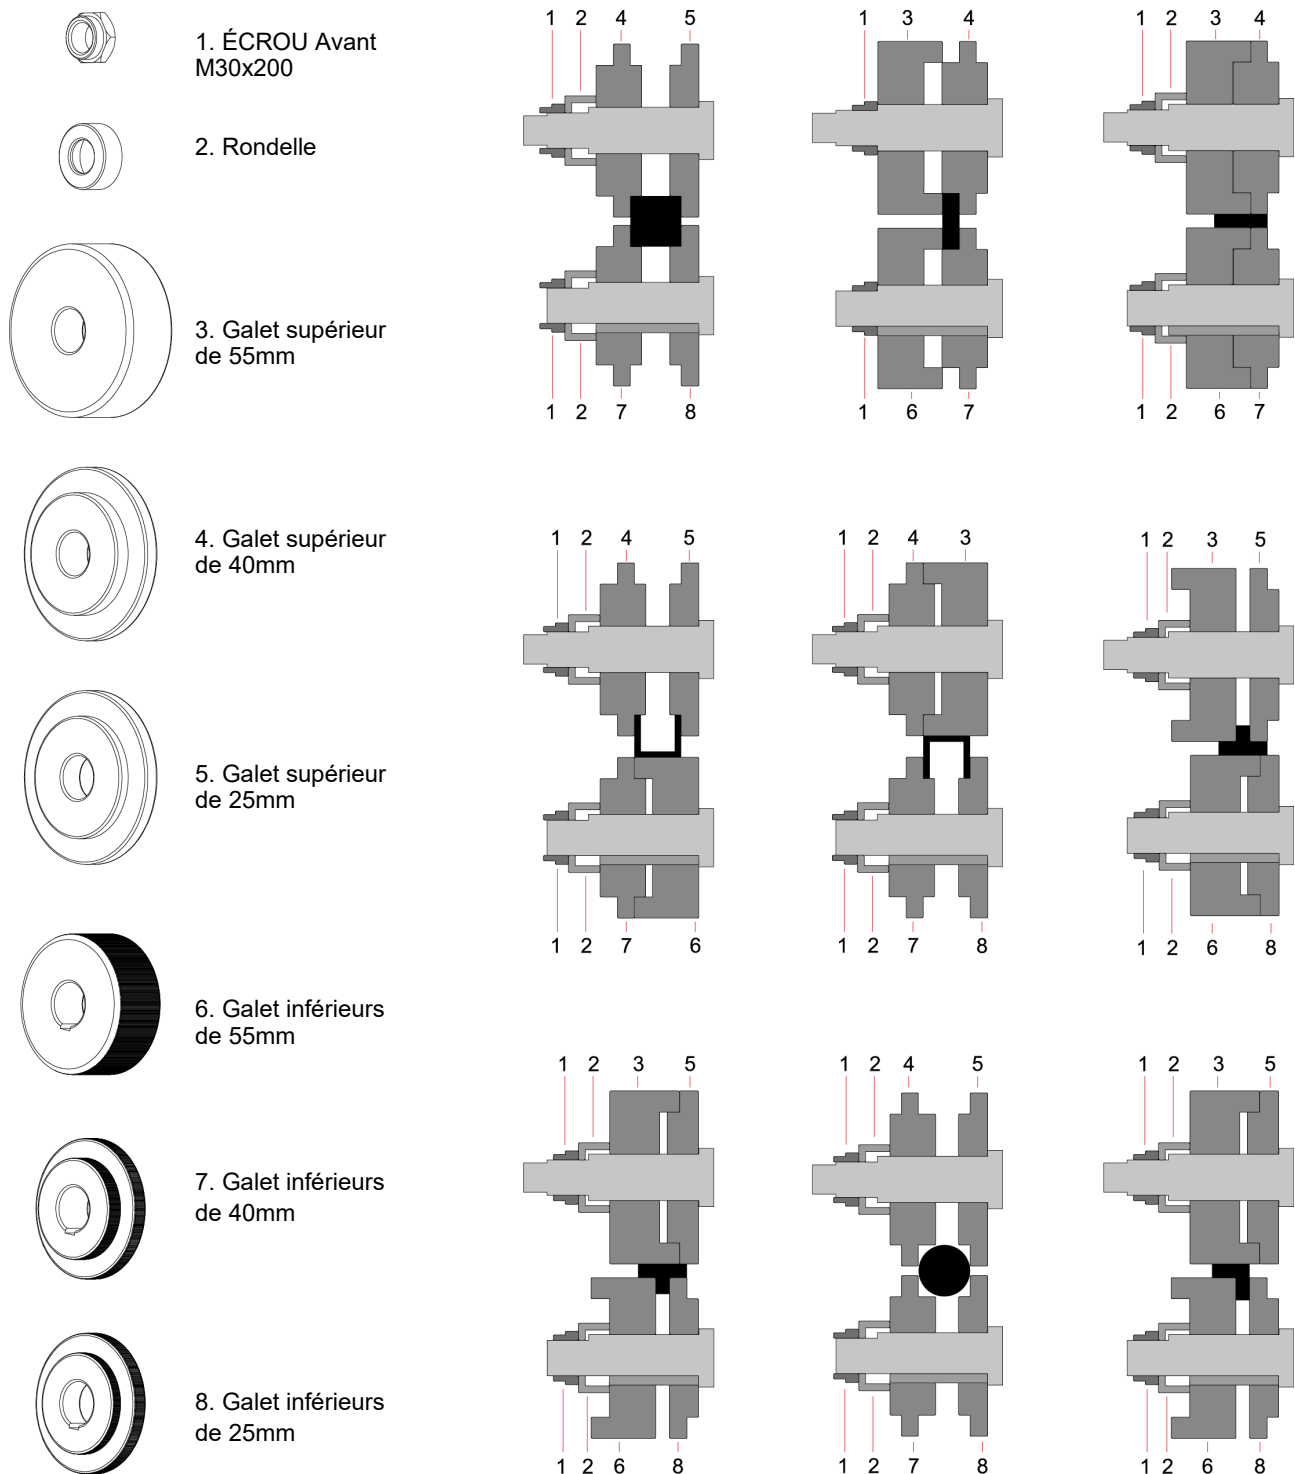 1. ÉCROU Avant
M30x200
2. Rondelle
3. Galet supérieur
de 55mm
4. Galet supérieur
de 40mm
5. Galet supérieur
de 25mm
6. Galet inférieurs
de 55mm
7. Galet inférieurs
de 40mm
8. Galet inférieurs
de 25mm
1 2 4 5
1 2 7 8
1 3 4
1 6 7
1 2 3 4
1 2 6 7
1 2 4 5
1 2 7 6
1 2 4 3
1 2 7 8
1 2 3 5
1 2 6 8
1 2 3 5
1 2 6 8
1 2 4 5
1 2 7 8
1 2 3 5
1 2 6 8